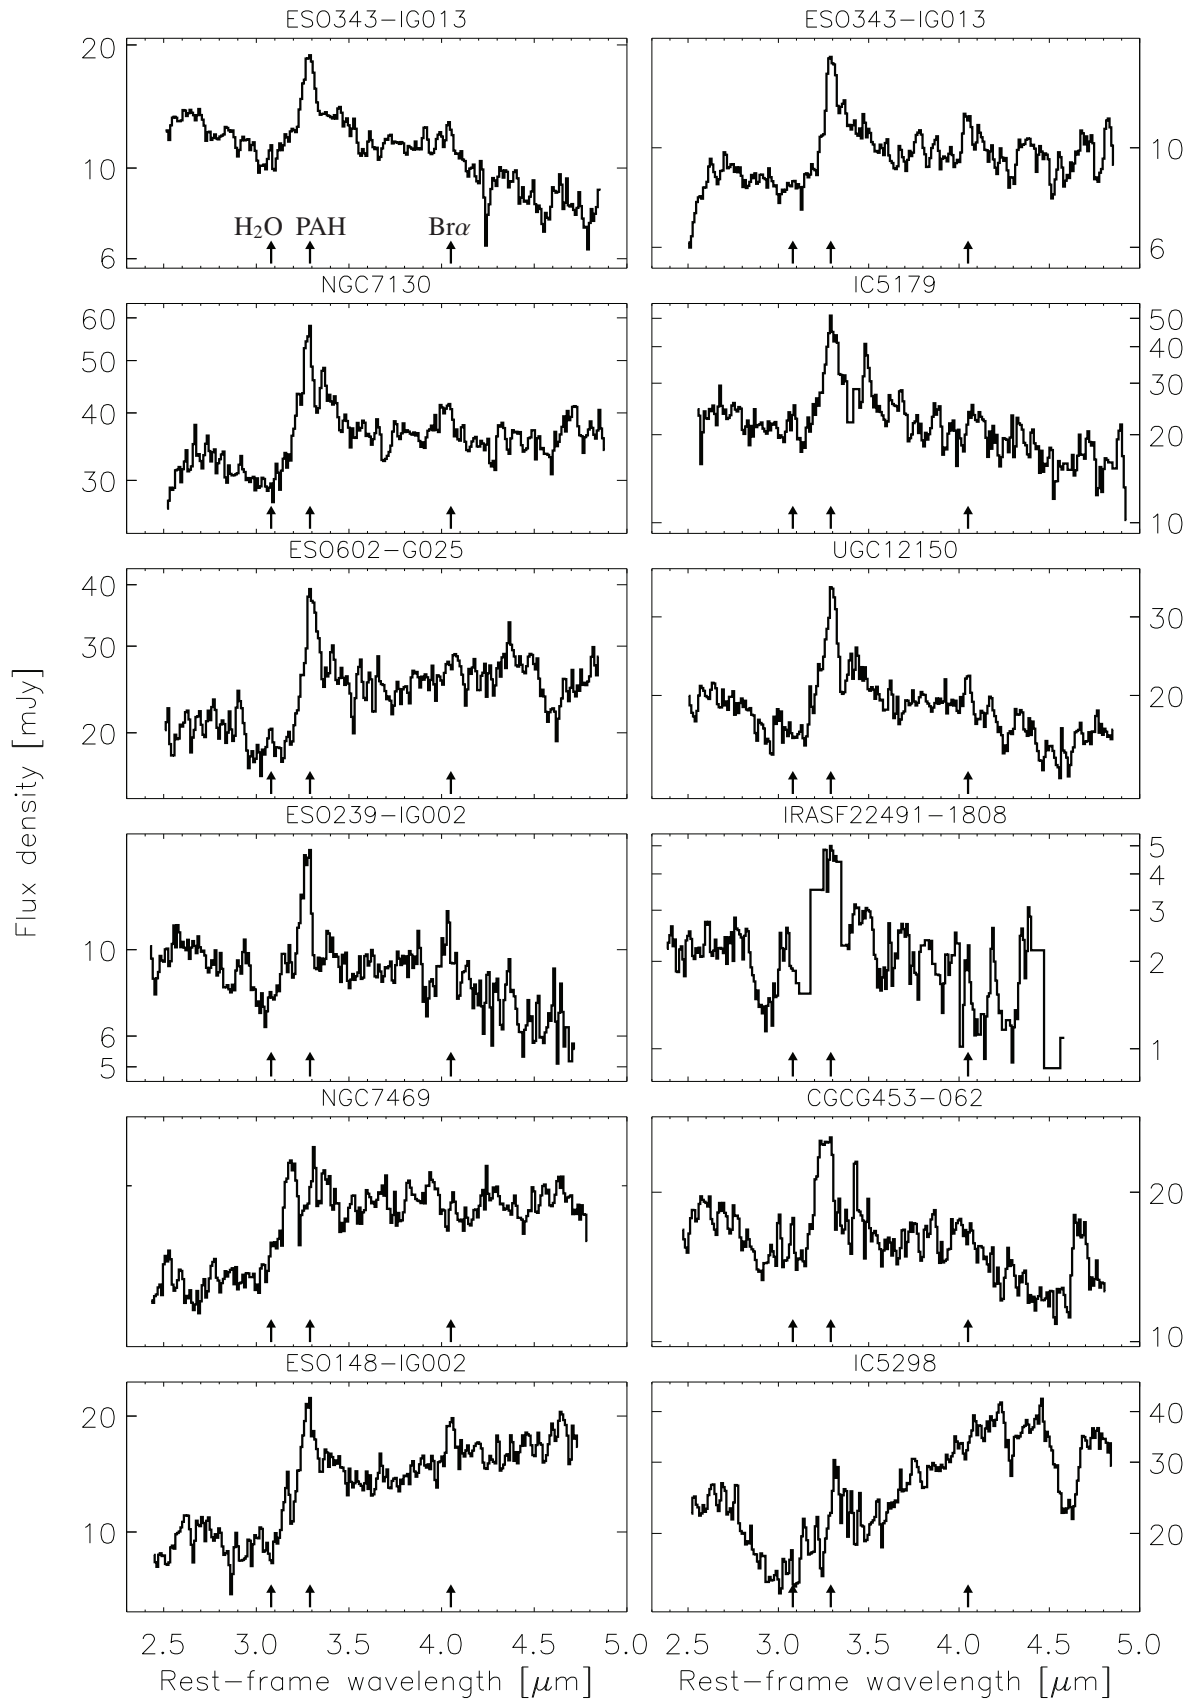 ESO343-IG013 ESO343-IG013
20
10 10
H₂O PAH Brα
6 6
NGC7130 IC5179
60 50
50 40
40 30
30 20
10
ESO602-G025 UGC12150
40
30 30
20 20
Flux density [mJy]
ESO239-IG002 IRASF22491-1808
5
4
10 3
2
6
5 1
NGC7469 CGCG453-062
20
10
ESO148-IG002 IC5298
20 40
30
10 20
2.5 3.0 3.5 4.0 4.5 5.0 2.5 3.0 3.5 4.0 4.5 5.0
Rest-frame wavelength [μm] Rest-frame wavelength [μm]